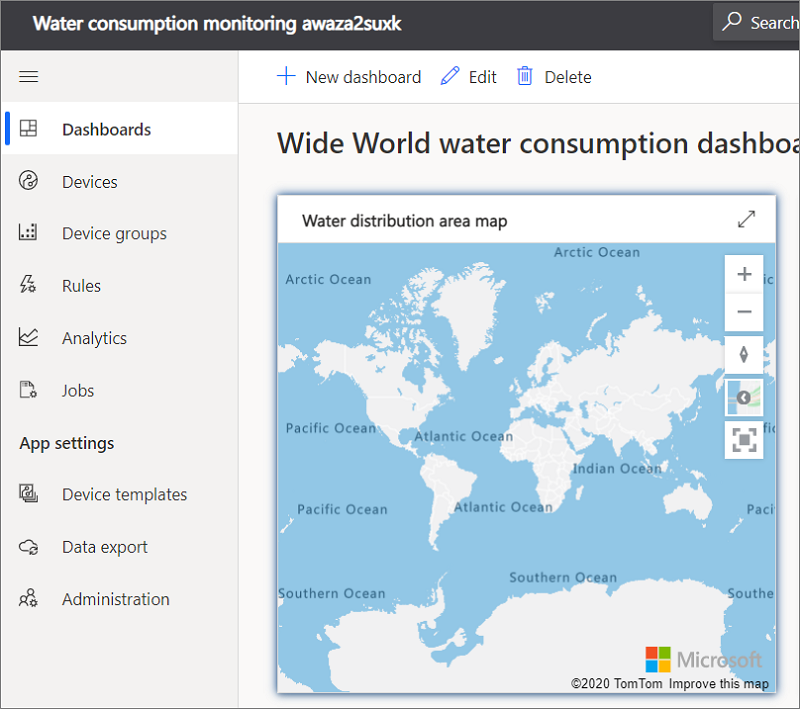 Water consumption monitoring awaza2suxk
Search
New dashboard Edit Delete
Dashboards
Devices
Device groups
Rules
Analytics
Jobs
App settings
Device templates
Data export
Administration
Wide World water consumption dashboa
Water distribution area map
Arctic Ocean
Arctic Ocean
ic
Pacific Ocean
Atlantic Ocean
Indian Ocean
Pacific Ocean
Atlantic Ocean
Paci
Southern Ocean
Southern Ocean
Southe
Microsoft
©2020 TomTom Improve this map